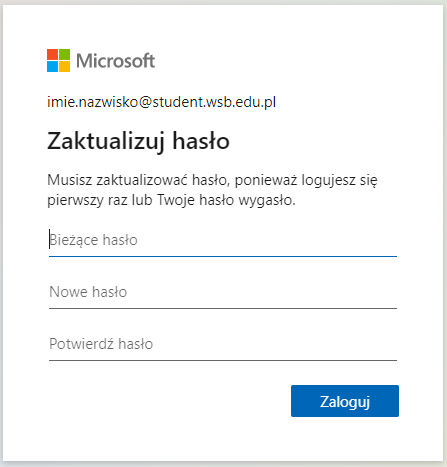 Microsoft
imie.nazwisko@student.wsb.edu.pl
Zaktualizuj hasło
Musisz zaktualizować hasło, ponieważ logujesz się
pierwszy raz lub Twoje hasło wygasło.
Bieżące hasło
Nowe hasło
Potwierdź hasło
Zaloguj